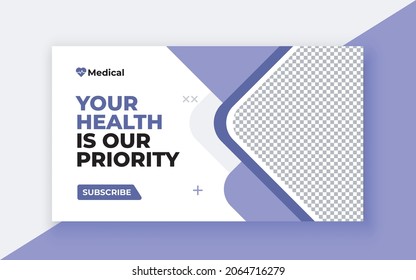 Medical
YOUR
HEALTH
IS OUR
PRIORITY
SUBSCRIBE
shutterstock.com · 2064716279